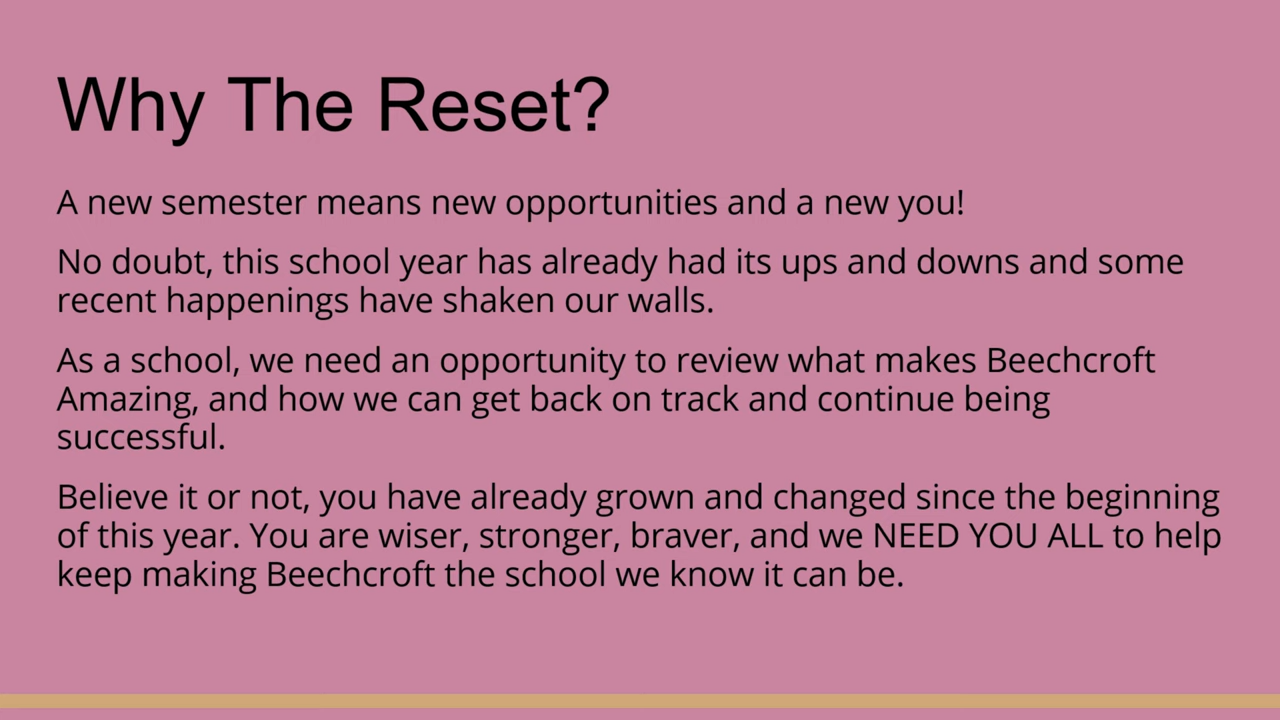 Why The Reset?
A new semester means new opportunities and a new you!
No doubt, this school year has already had its ups and downs and some
recent happenings have shaken our walls.
As a school, we need an opportunity to review what makes Beechcroft
Amazing, and how we can get back on track and continue being
successful.
Believe it or not, you have already grown and changed since the beginning
of this year. You are wiser, stronger, braver, and we NEED YOU ALL to help
keep making Beechcroft the school we know it can be.